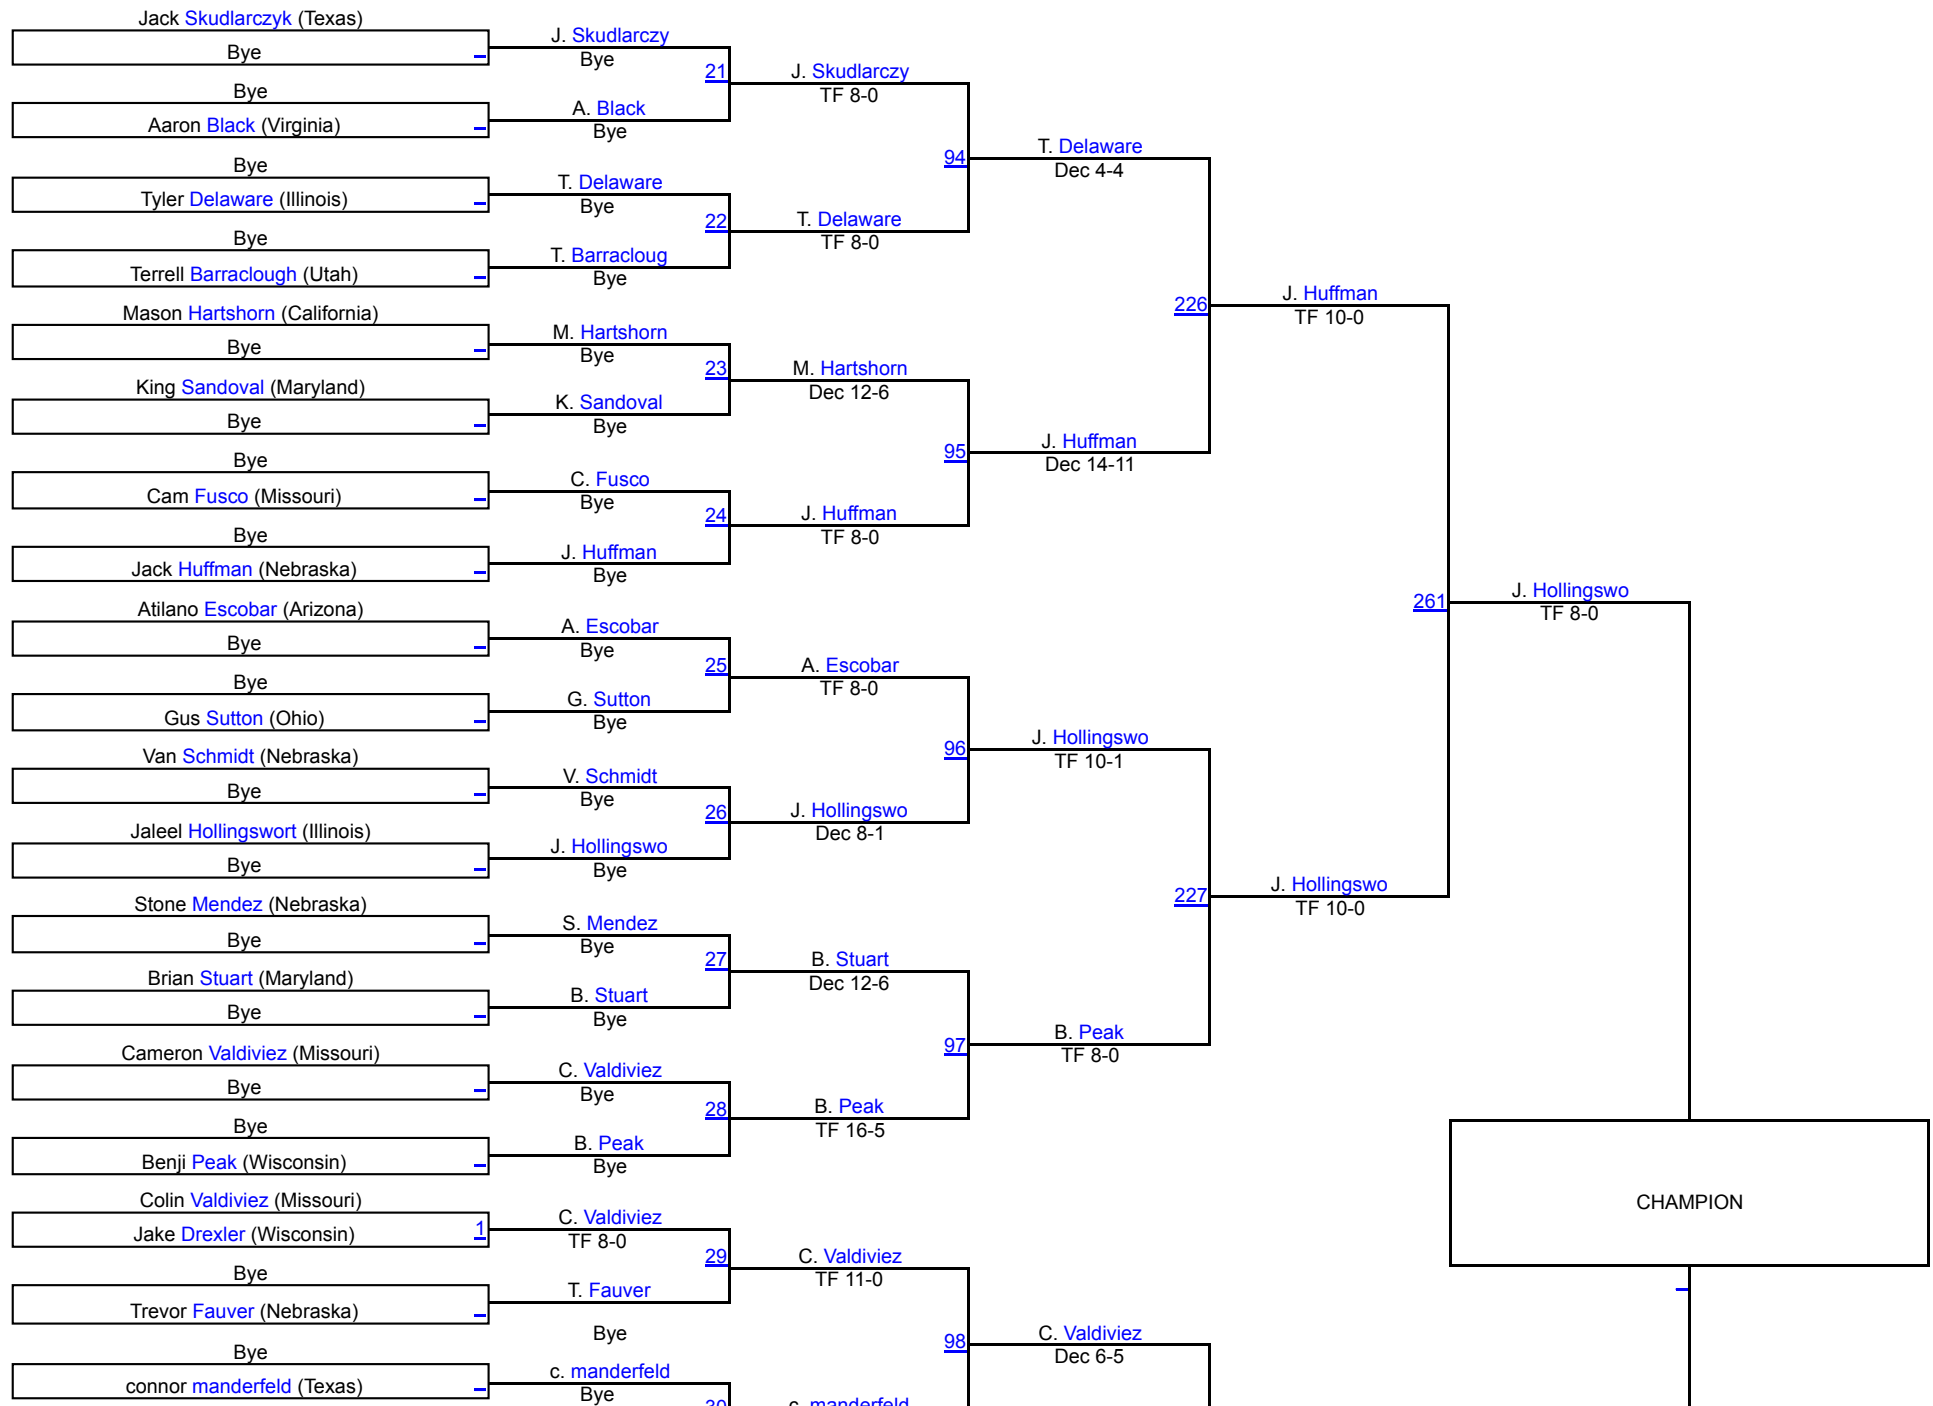 Jack Skudlarczyk (Texas)
Bye
Bye
Aaron Black (Virginia)
Bye
Tyler Delaware (Illinois)
Bye
Terrell Barraclough (Utah)
Mason Hartshorn (California)
Bye
King Sandoval (Maryland)
Bye
Bye
Cam Fusco (Missouri)
Bye
Jack Huffman (Nebraska)
Atilano Escobar (Arizona)
Bye
Bye
Gus Sutton (Ohio)
Van Schmidt (Nebraska)
Bye
Jaleel Hollingswort (Illinois)
Bye
Stone Mendez (Nebraska)
Bye
Brian Stuart (Maryland)
Bye
Cameron Valdiviez (Missouri)
Bye
Bye
Benji Peak (Wisconsin)
Colin Valdiviez (Missouri)
Jake Drexler (Wisconsin) 1
Bye
Trevor Fauver (Nebraska)
Bye
connor manderfeld (Texas)
J. Skudlarczy
Bye
21
A. Black
Bye
T. Delaware
Bye
22
T. Barracloug
Bye
M. Hartshorn
Bye
23
K. Sandoval
Bye
C. Fusco
Bye
24
J. Huffman
Bye
A. Escobar
Bye
25
G. Sutton
Bye
V. Schmidt
Bye
26
J. Hollingswo
Bye
S. Mendez
Bye
27
B. Stuart
Bye
C. Valdiviez
Bye
28
B. Peak
Bye
C. Valdiviez
TF 8-0
29
T. Fauver
Bye
c. manderfeld
Bye
30
J. Skudlarczy
TF 8-0
94
T. Delaware
TF 8-0
M. Hartshorn
Dec 12-6
95
J. Huffman
TF 8-0
A. Escobar
TF 8-0
96
J. Hollingswo
Dec 8-1
B. Stuart
Dec 12-6
97
B. Peak
TF 16-5
C. Valdiviez
TF 11-0
98
c. manderfeld
T. Delaware
Dec 4-4
226
J. Huffman
Dec 14-11
J. Hollingswo
TF 10-1
227
B. Peak
TF 8-0
C. Valdiviez
Dec 6-5
J. Huffman
TF 10-0
261
J. Hollingswo
TF 10-0
J. Hollingswo
TF 8-0
CHAMPION